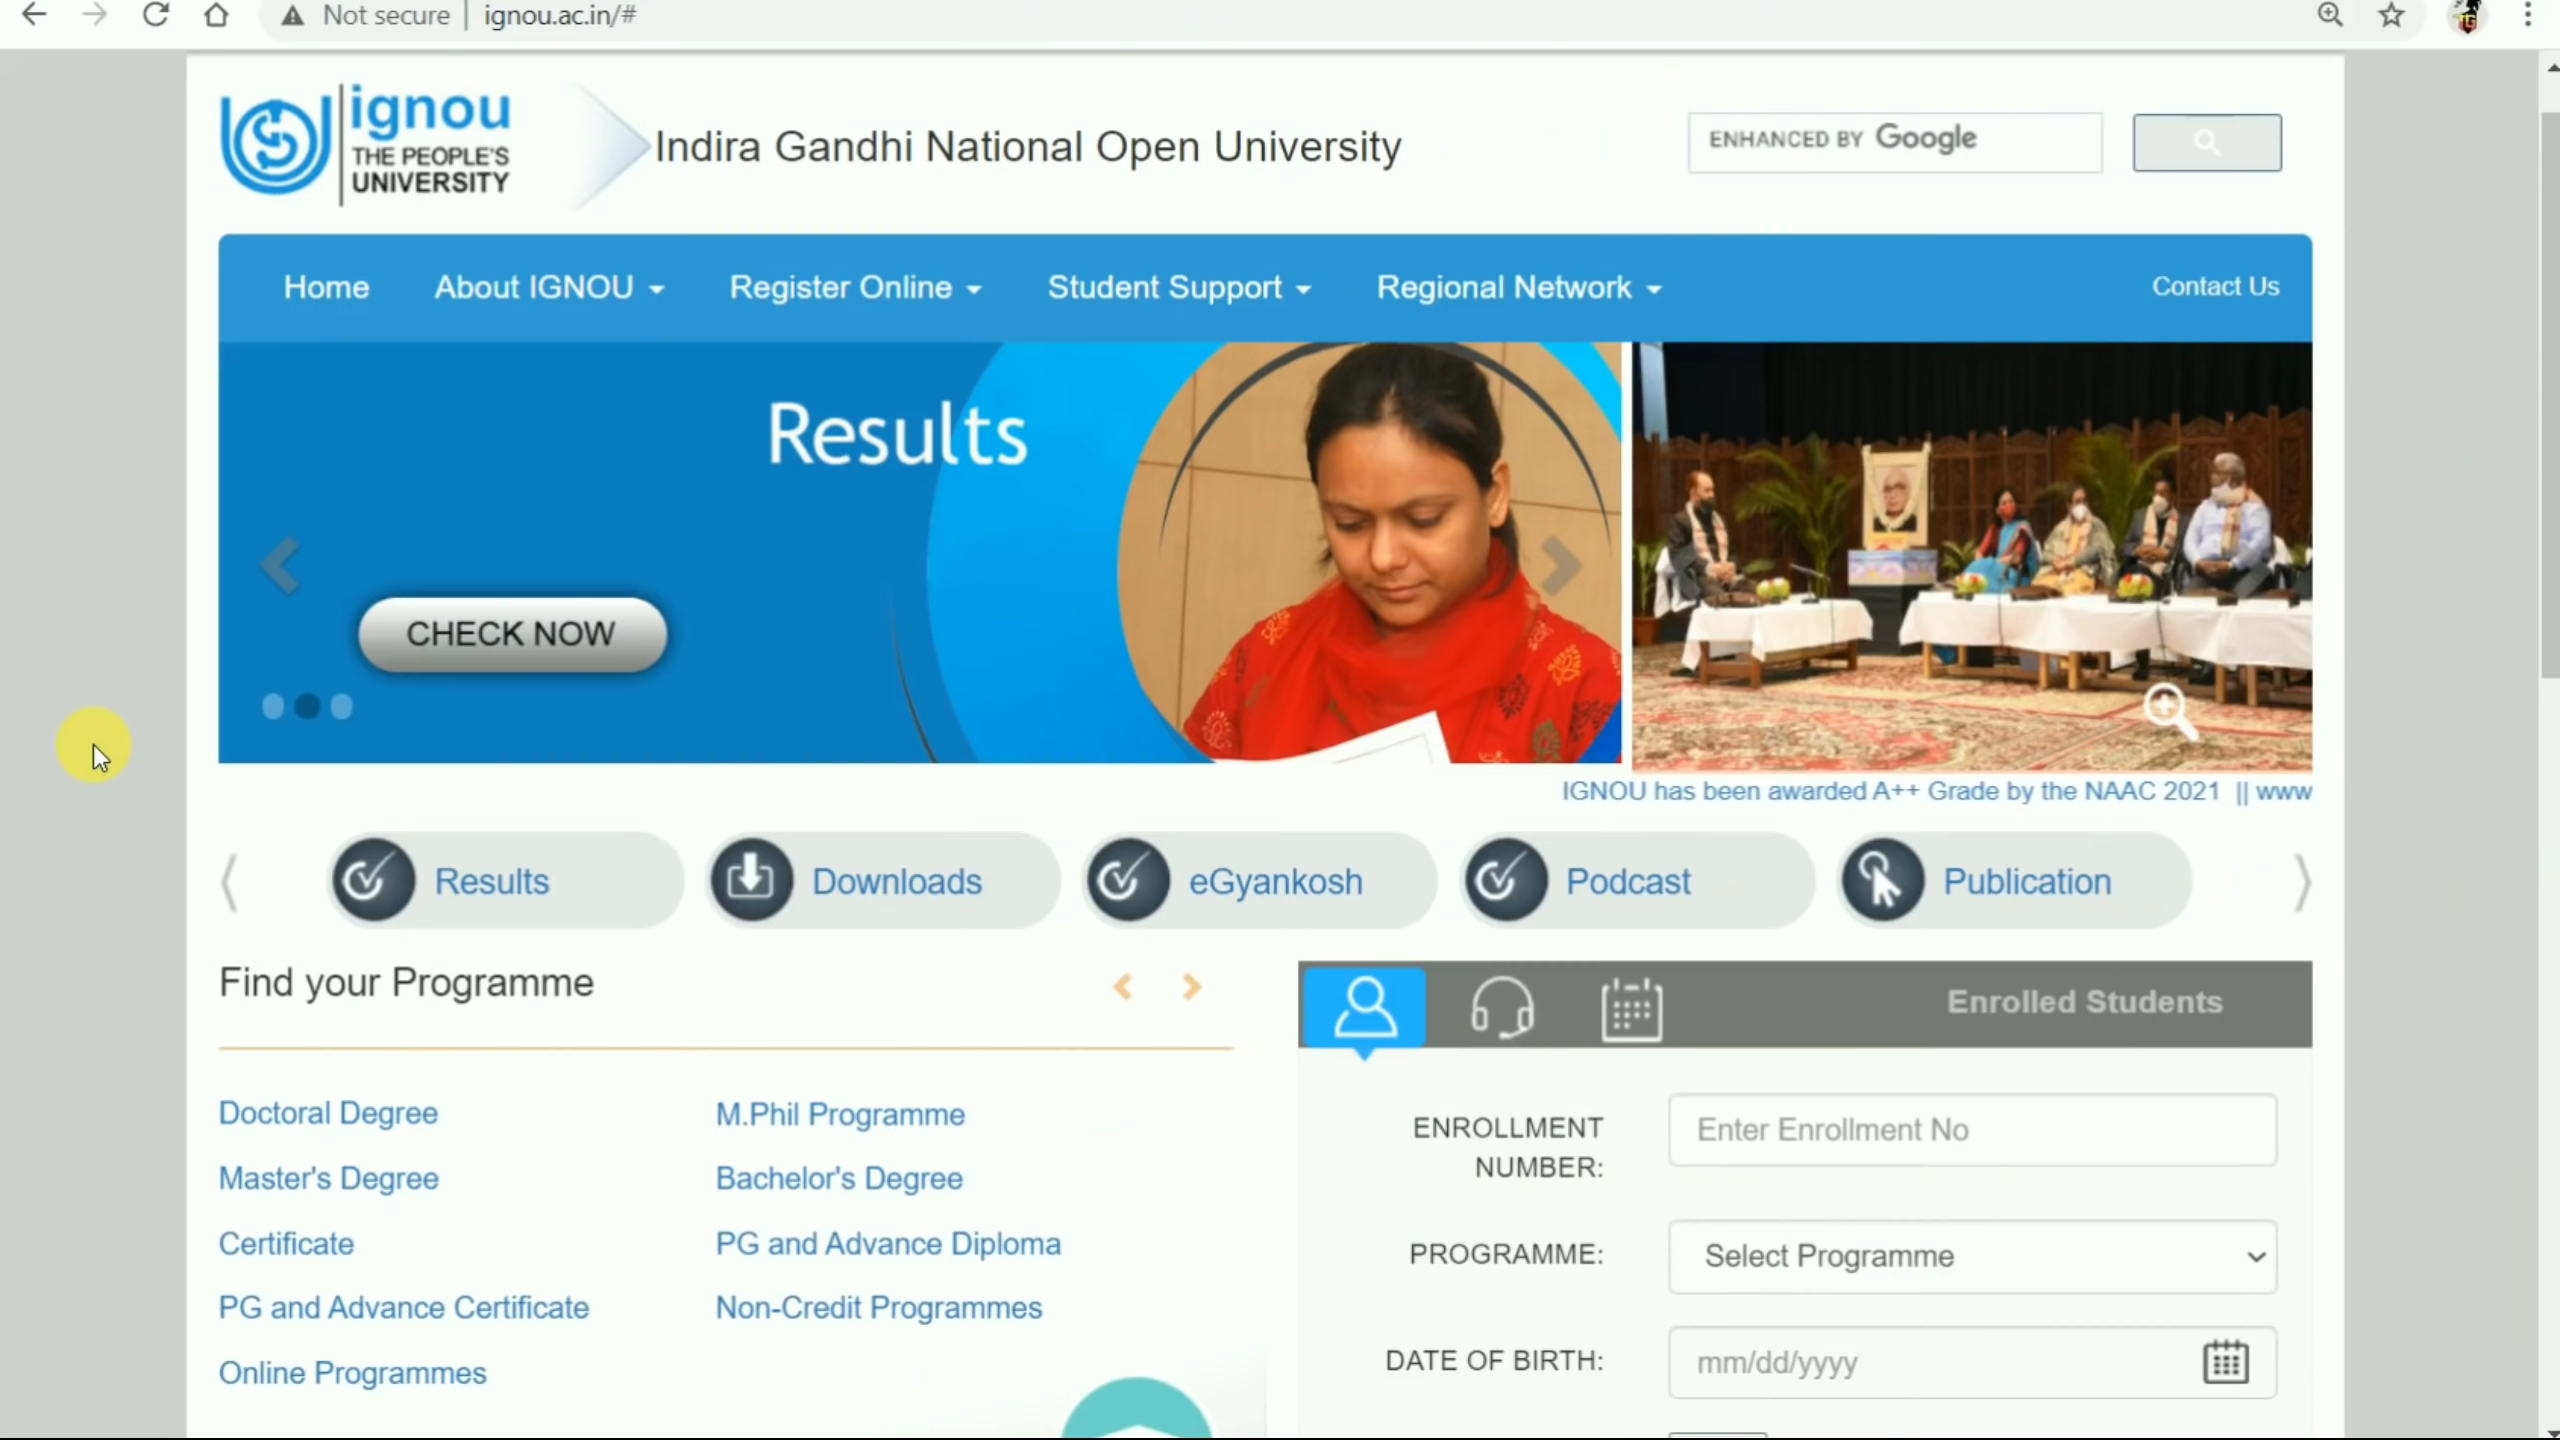 Not secure | ignou.ac.in/#
ignou
THE PEOPLE'S
UNIVERSITY
Indira Gandhi National Open University
ENHANCED BY Google
Home
About IGNOU
Register Online
Student Support
Regional Network
Contact Us
Results
CHECK NOW
IGNOU has been awarded A++ Grade by the NAAC 2021 || www
Results
Downloads
eGyankosh
Podcast
Publication
Find your Programme
Doctoral Degree
M.Phil Programme
Master's Degree
Bachelor's Degree
Certificate
PG and Advance Diploma
PG and Advance Certificate
Non-Credit Programmes
Online Programmes
Enrolled Students
ENROLLMENT
NUMBER:
Enter Enrollment No
PROGRAMME:
Select Programme
DATE OF BIRTH:
mm/dd/yyyy